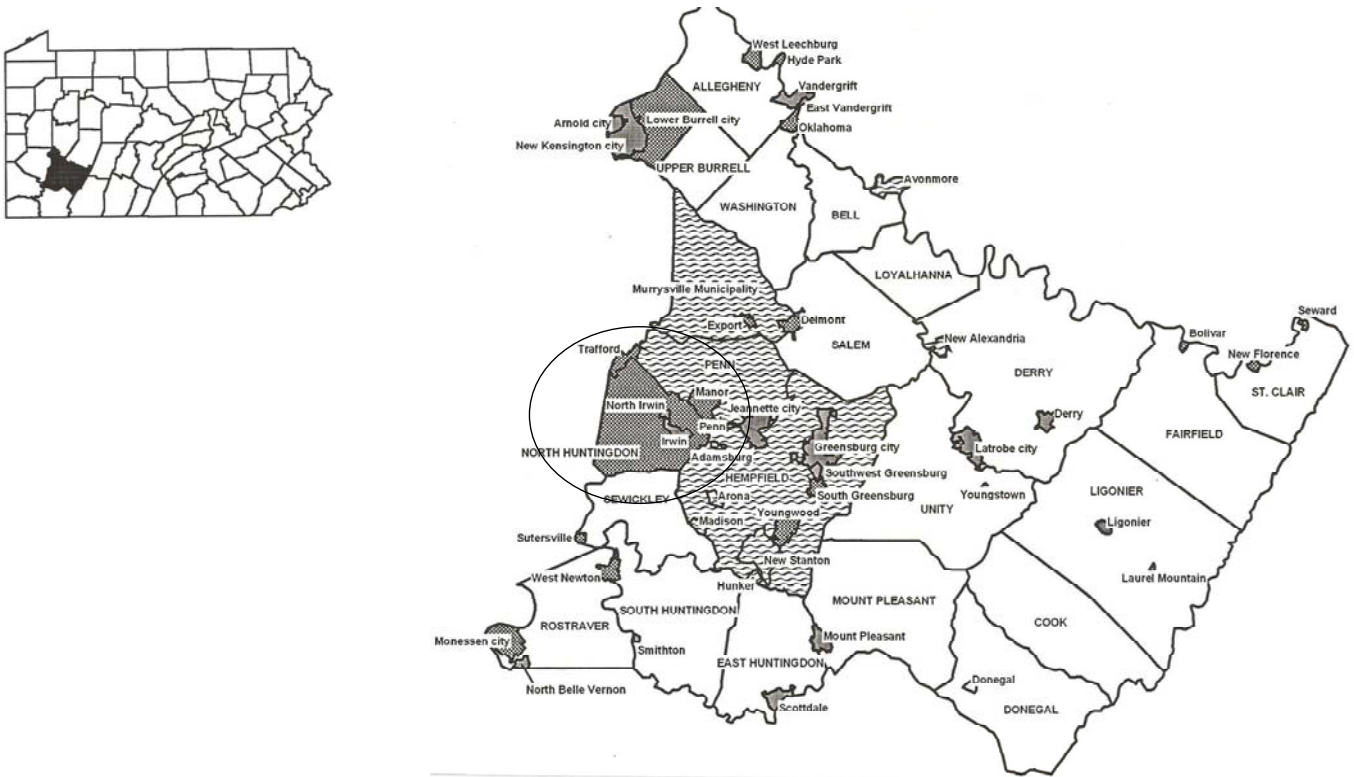 West Leechburg
Hyde Park
ALLEGHENY
Vandergrift
East Vandergrift
Arnold city
Lower Burrell city
Oklahoma
New Kensington city
UPPER BURRELL
Avonmore
WASHINGTON
BELL
LOYALHANNA
Murrysville Municipality
Seward
Export
Delmont
Bolivar
New Alexandria
SALEM
Trafford
New Florence
PENN
DERRY
ST. CLAIR
Manor
North Irwin
Jeannette city
Derry
Penn
FAIRFIELD
Irwin
Greensburg city
Latrobe city
NORTH HUNTINGDON
Adamsburg
HEMPFIELD
Southwest Greensburg
LIGONIER
SEWICKLEY
Arona
South Greensburg
Youngstown
UNITY
Youngwood
Madison
Ligonier
Sutersville
New Stanton
West Newton
Hunker
Laurel Mountain
MOUNT PLEASANT
SOUTH HUNTINGDON
COOK
ROSTRAVER
Monessen city
Mount Pleasant
Smithton
EAST HUNTINGDON
Donegal
North Belle Vernon
Scottdale
DONEGAL